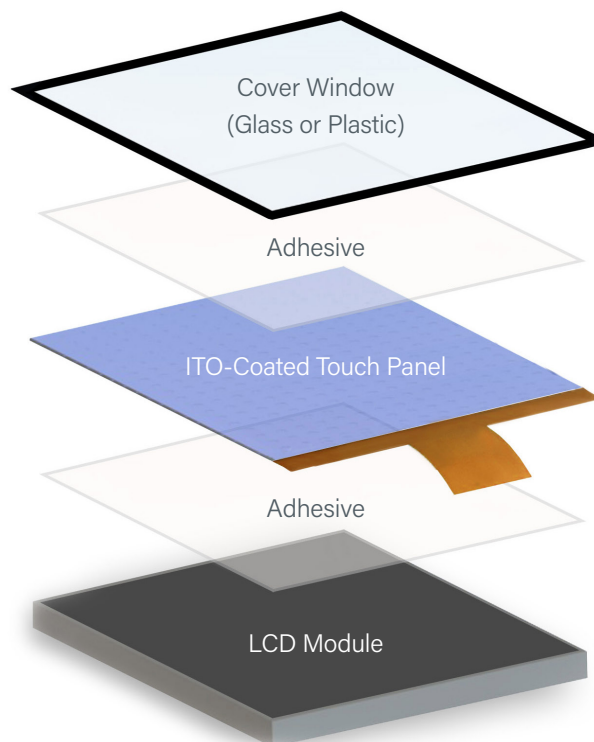 Cover Window
(Glass or Plastic)
Adhesive
ITO-Coated Touch Panel
Adhesive
LCD Module